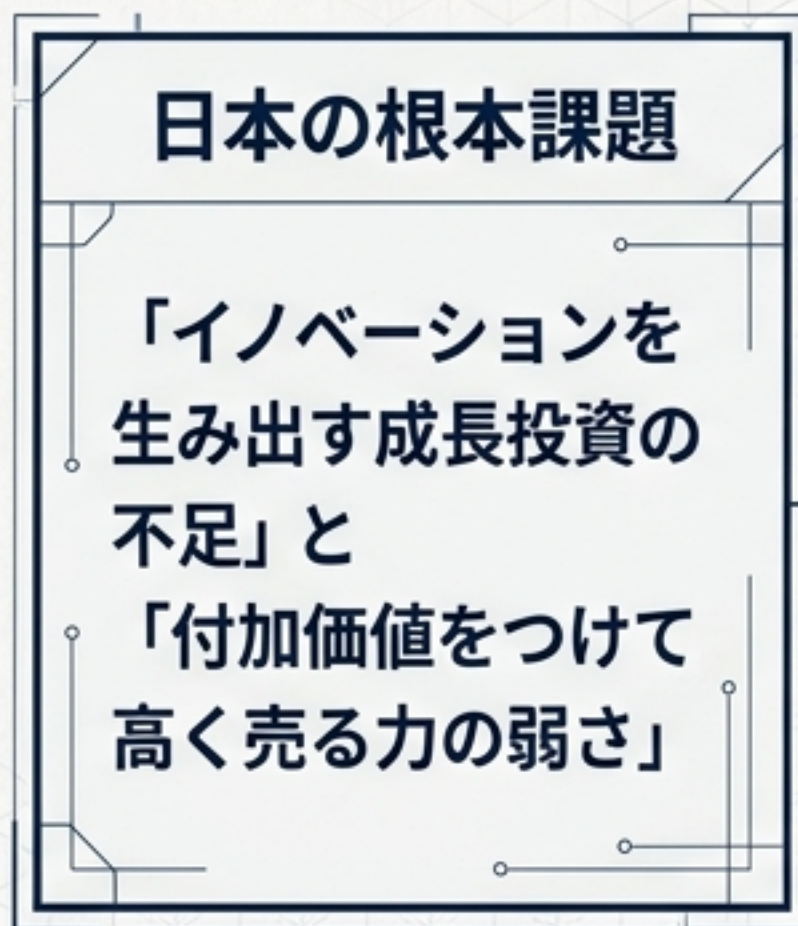 日本の根本課題
「イノベーションを
生み出す成長投資の
不足」と
「付加価値をつけて
高く売る力の弱さ」